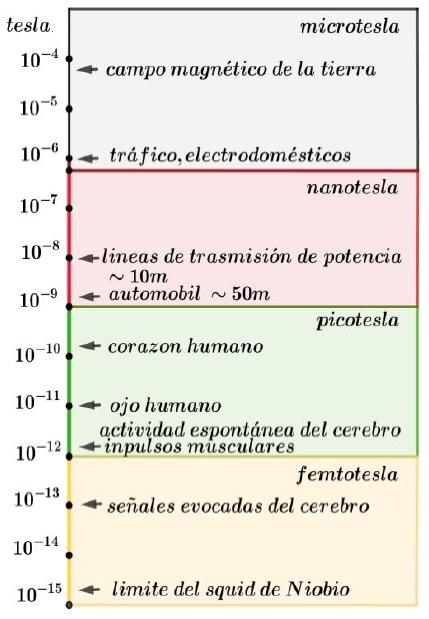 tesla.
microtesla
10⁻⁴
campo magnético de la tierra
10⁻⁵
10⁻⁶
tráfico, electrodomésticos
nanotesla
10⁻⁷
10⁻⁸
lineas de trasmisión de potencia
~ 10m
10⁻⁹
automobil ~ 50m
picotesla
10⁻¹⁰
corazon humano
10⁻¹¹
ojo humano
actividad espontánea del cerebro
10⁻¹²
inpulsos musculares
femtotesla
10⁻¹³
señales evocadas del cerebro
10⁻¹⁴
10⁻¹⁵
limite del squid de Niobio